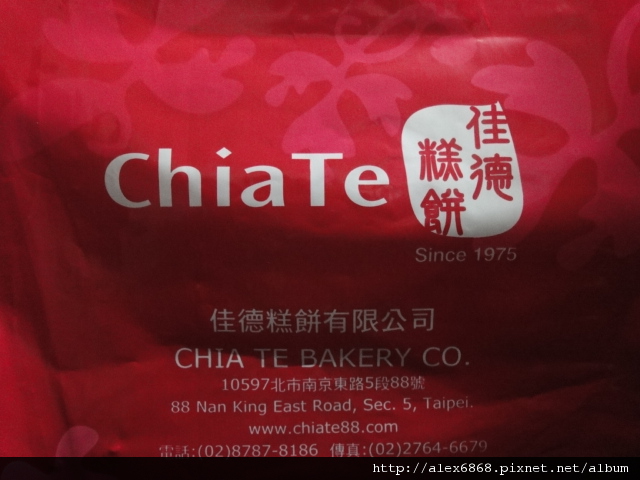 ChiaTe
佳德
糕餅
Since 1975
佳德糕餅有限公司
CHIA TE BAKERY CO.
10597北市南京東路5段88號
88 Nan King East Road, Sec. 5, Taipei.
www.chiate88.com
電話:(02)8787-8186 傳真:(02)2764-6679
http://alex6868.pixnet.net/album